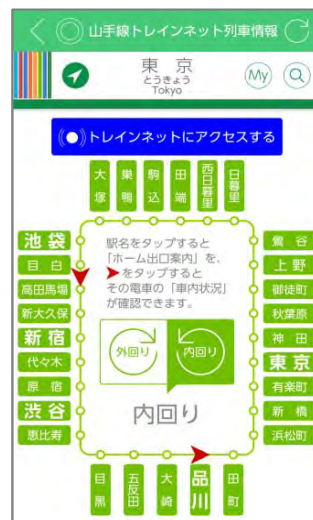 山手線トレインネット列車情報
東京
とうきょう
Tokyo
My
トレインネットにアクセスする
大塚
巣鴨
駒込
田端
西日暮里
日暮里
池袋
目白
高田馬場
新大久保
新宿
代々木
原宿
渋谷
恵比寿
駅名をタップすると
「ホーム出口案内」を、
➤をタップすると
その電車の「車内状況」
が確認できます。
外回り
内回り
内回り
鶯谷
上野
御徒町
秋葉原
神田
東京
有楽町
新橋
浜松町
目黒
五反田
大崎
品川
田町